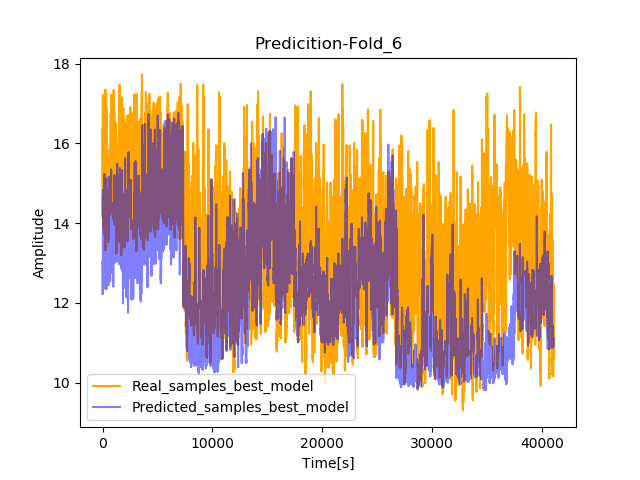 Predicition-Fold_6
18
16
14
12
10
Amplitude
Real_samples_best_model
Predicted_samples_best_model
0
10000
20000
30000
40000
Time[s]